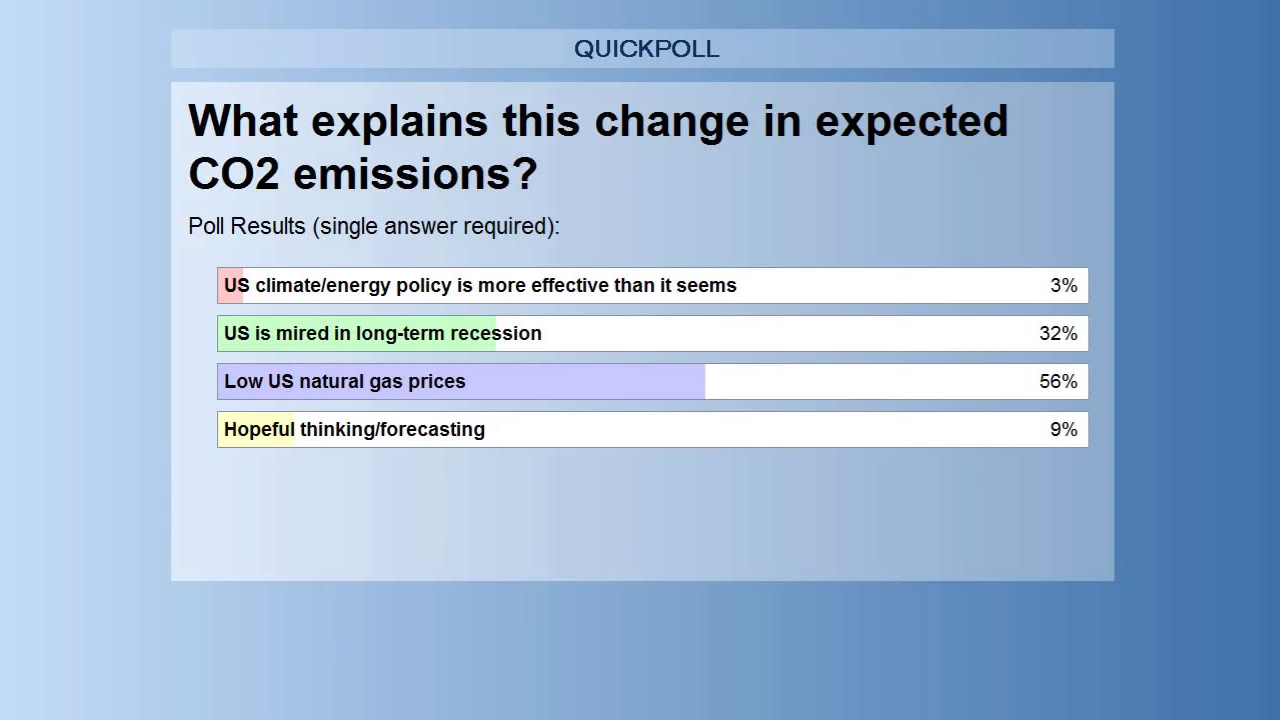 QUICKPOLL
What explains this change in expected
CO2 emissions?
Poll Results (single answer required):
US climate/energy policy is more effective than it seems 3%
US is mired in long-term recession 32%
Low US natural gas prices 56%
Hopeful thinking/forecasting 9%